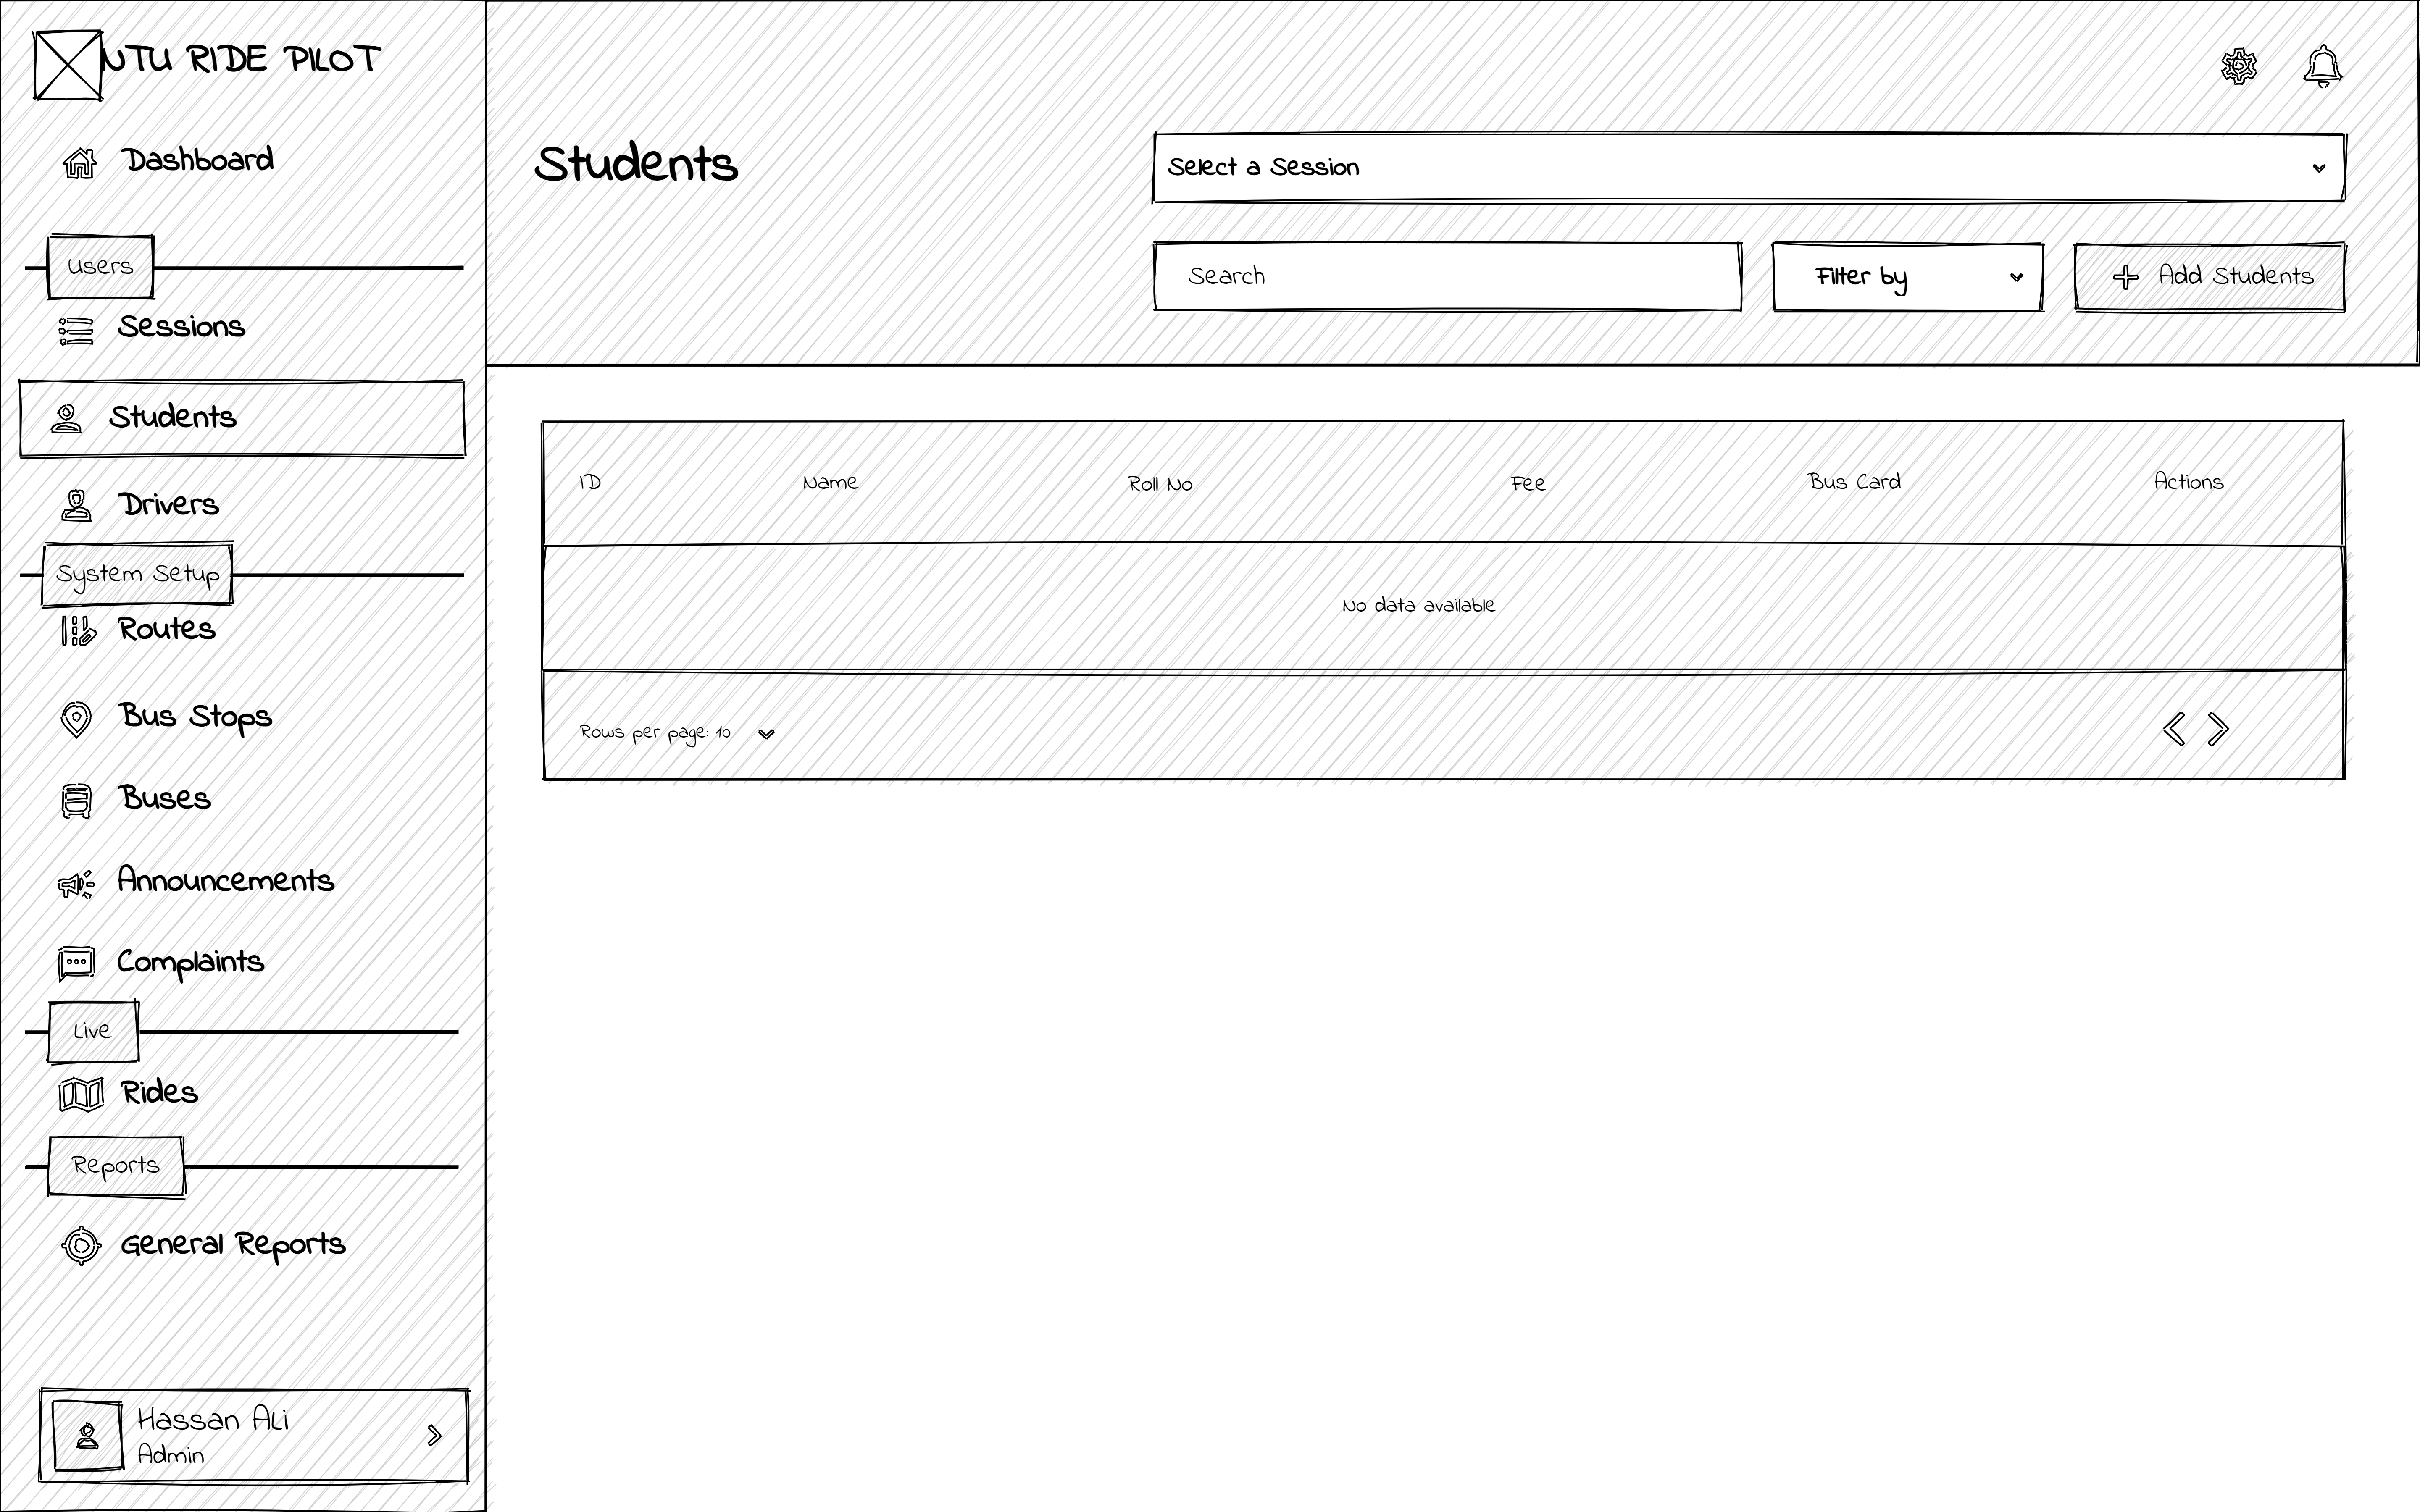 NTU RIDE PILOT
Dashboard
Users
Sessions
Students
Drivers
System Setup
Routes
Bus Stops
Buses
Announcements
Complaints
Live
Rides
Reports
General Reports
Hassan Ali
Admin
Students
Select a Session
Search
Filter by
Add Students
ID Name Roll No Fee Bus Card Actions
No data available
Rows per page: 10